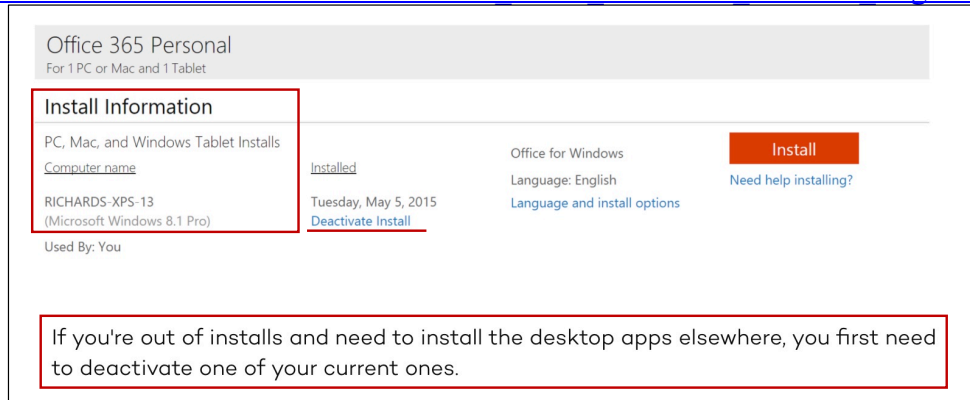 Office 365 Personal
For 1 PC or Mac and 1 Tablet
Install Information
PC, Mac, and Windows Tablet Installs
Computer name
Installed
RICHARDS-XPS-13
Tuesday, May 5, 2015
(Microsoft Windows 8.1 Pro)
Deactivate Install
Used By: You
Office for Windows
Language: English
Language and install options
Install
Need help installing?
If you're out of installs and need to install the desktop apps elsewhere, you first need
to deactivate one of your current ones.